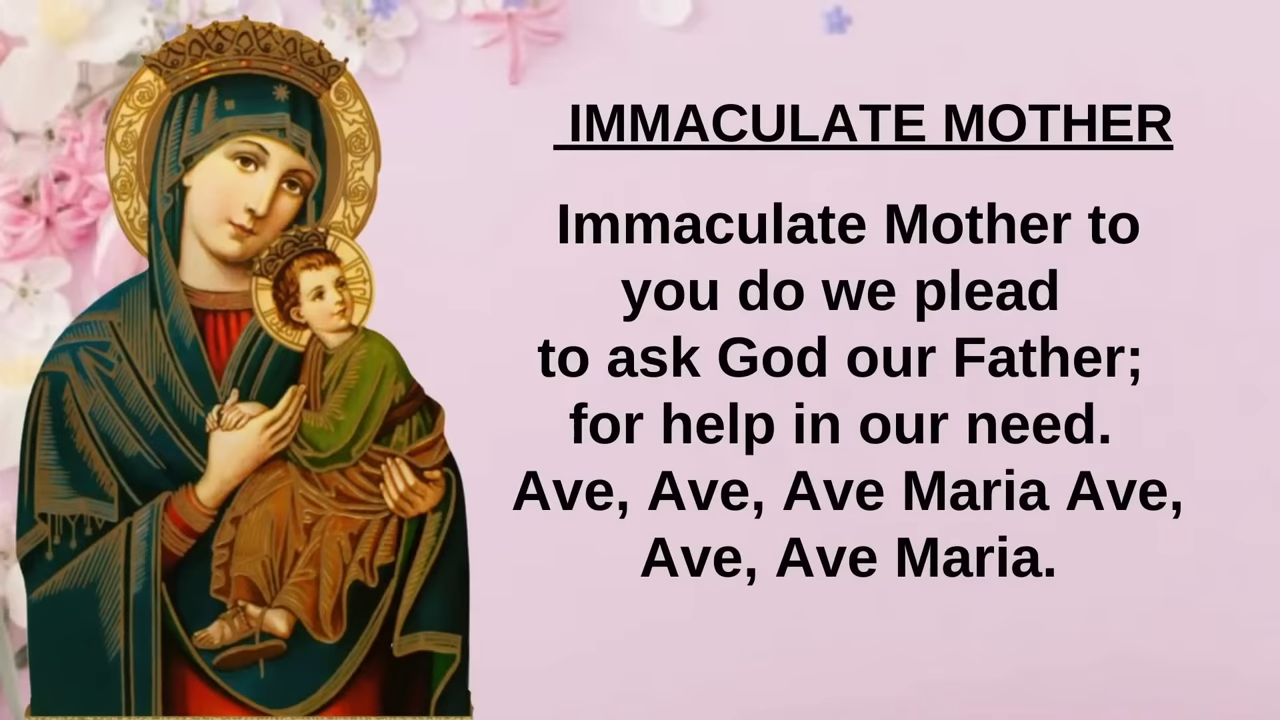 IMMACULATE MOTHER
Immaculate Mother to
you do we plead
to ask God our Father;
for help in our need.
Ave, Ave, Ave Maria Ave,
Ave, Ave Maria.